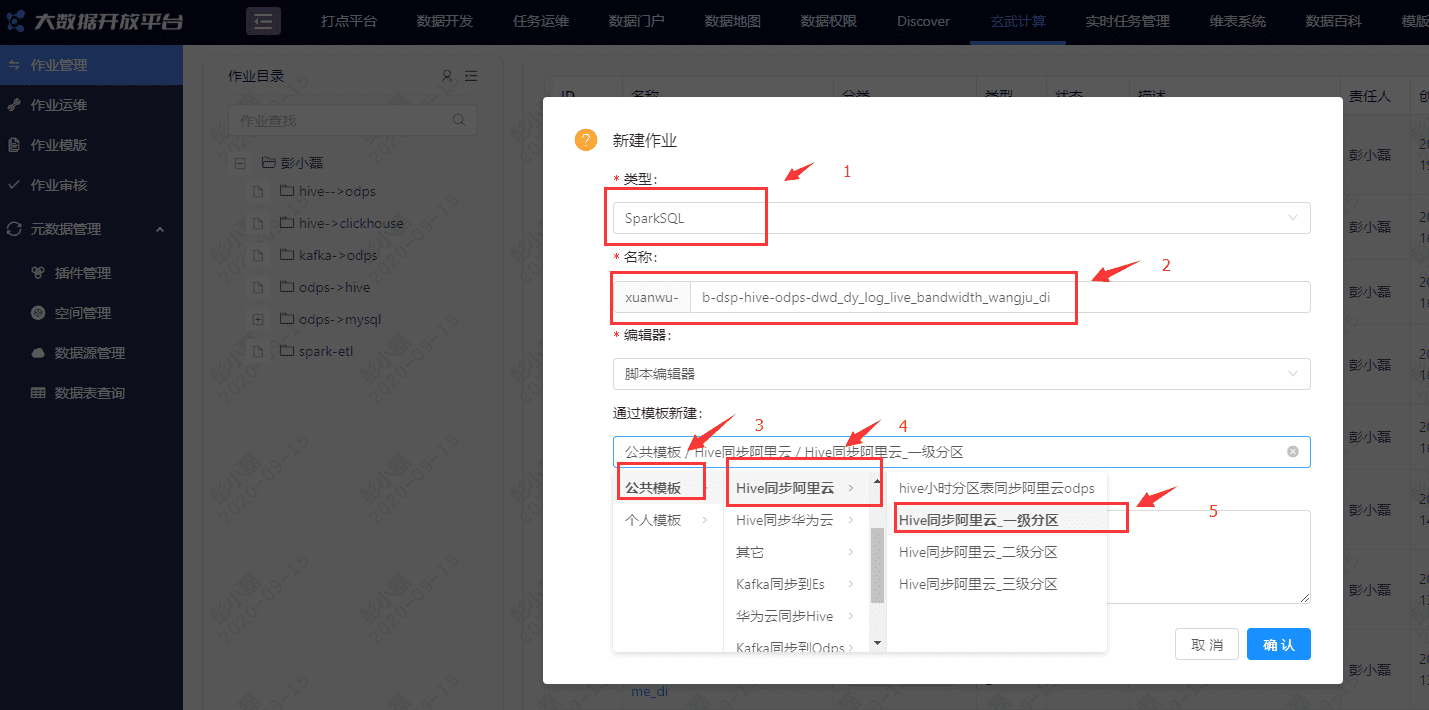 大数据开放平台
打点平台 数据开发 任务运维 数据门户 数据地图 数据权限 Discover 玄武计算 实时任务管理 维表系统 数据百科 模版
作业管理
作业运维
作业模版
作业审核
元数据管理
插件管理
空间管理
数据源管理
数据表查询
作业目录
作业查找
彭小磊
hive-->odps
hive->clickhouse
kafka->odps
odps->hive
odps->mysql
spark-etl
ID 名称 分类 类型 状态 描述 责任人 创
彭小磊
彭小磊
彭小磊
彭小磊
彭小磊
彭小磊
彭小磊
彭小磊
me_di
? 新建作业
* 类型:
1
SparkSQL
* 名称:
2
xuanwu- b-dsp-hive-odps-dwd_dy_log_live_bandwidth_wangju_di
* 编辑器:
脚本编辑器
通过模板新建:
3 4
公共模板 / Hive同步阿里云 / Hive同步阿里云_一级分区
公共模板
个人模板
Hive同步阿里云
Hive同步华为云
其它
Kafka同步到Es
华为云同步Hive
Kafka同步到Odps
hive小时分区表同步阿里云odps
Hive同步阿里云_一级分区
5
Hive同步阿里云_二级分区
Hive同步阿里云_三级分区
取 消 确 认
彭小磊
2020-09-15